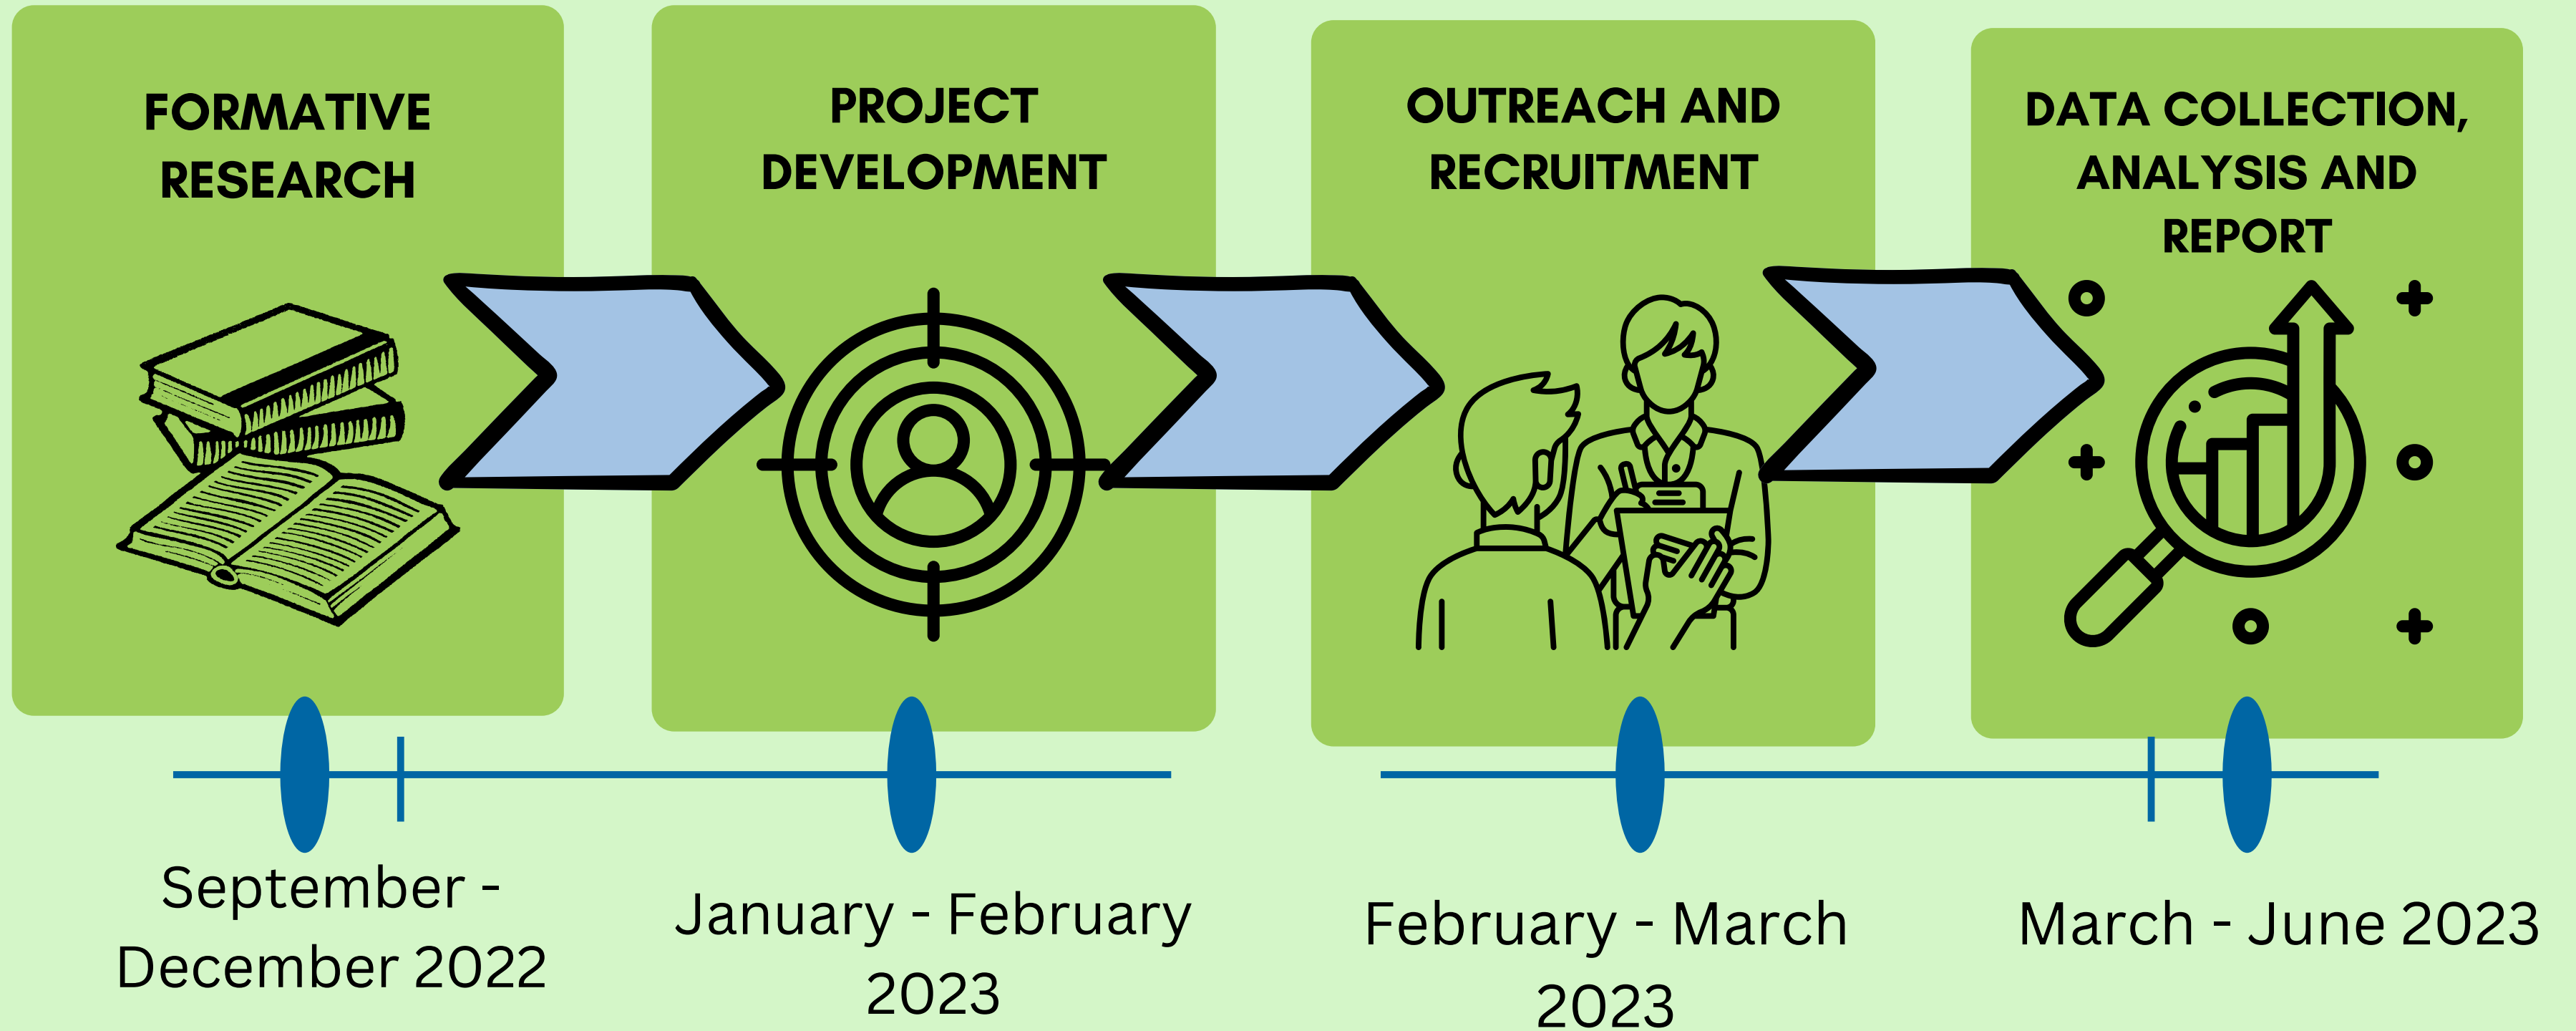 FORMATIVE
RESEARCH
PROJECT
DEVELOPMENT
OUTREACH AND
RECRUITMENT
DATA COLLECTION,
ANALYSIS AND
REPORT
September -
December 2022
January - February
2023
February - March
2023
March - June 2023